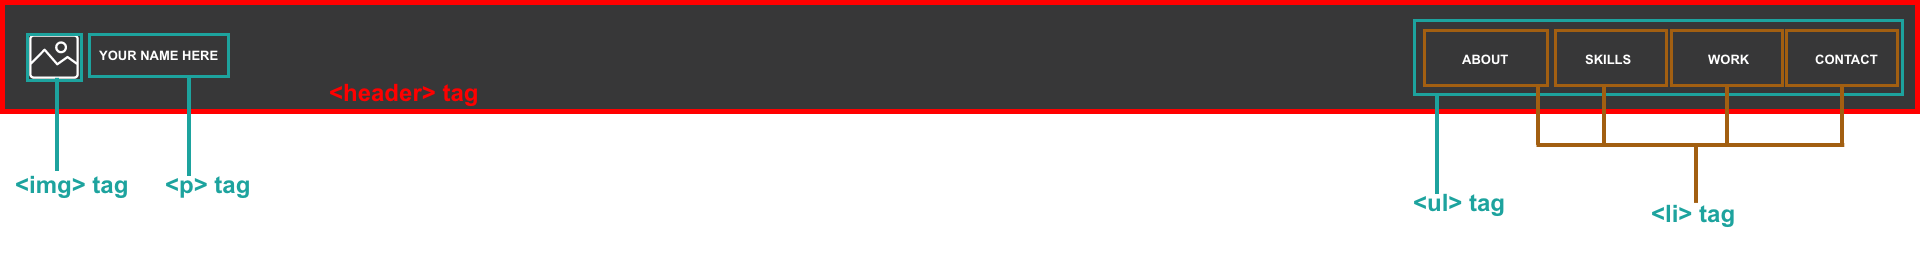 YOUR NAME HERE
ABOUT SKILLS WORK CONTACT
<header> tag
<img> tag <p> tag
<ul> tag
<li> tag